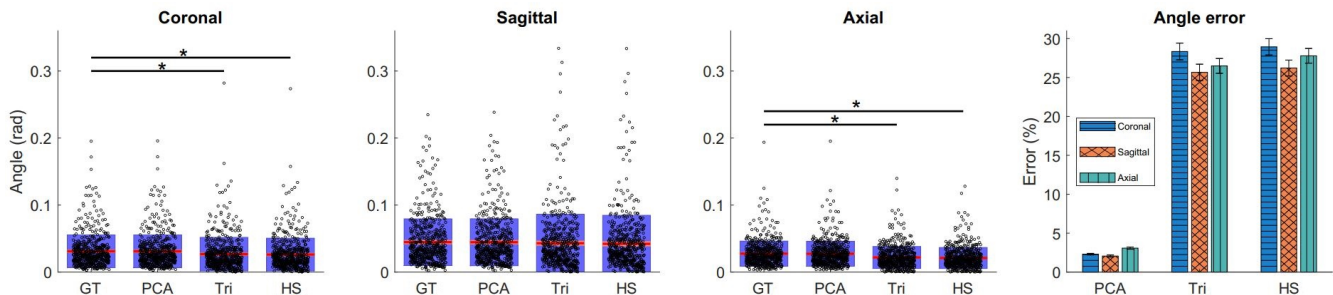 Coronal
Sagittal
Axial
Angle error
Angle (rad)
0.3
0.2
0.1
0
*
*
GT PCA Tri HS
0.3
0.2
0.1
0
GT PCA Tri HS
0.3
0.2
0.1
0
*
*
GT PCA Tri HS
Error (%)
30
25
20
15
10
5
0
Coronal
Sagittal
Axial
PCA Tri HS